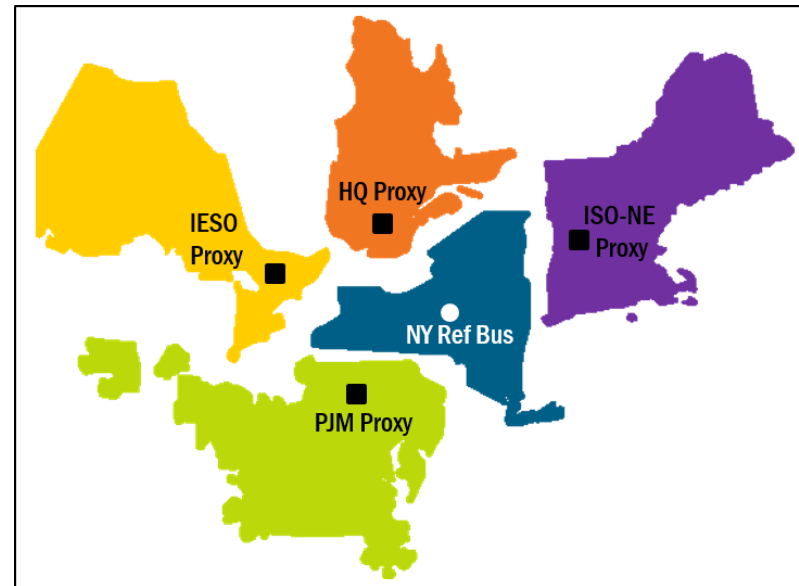 HQ Proxy
IESO
Proxy
ISO-NE
Proxy
NY Ref Bus
PJM Proxy